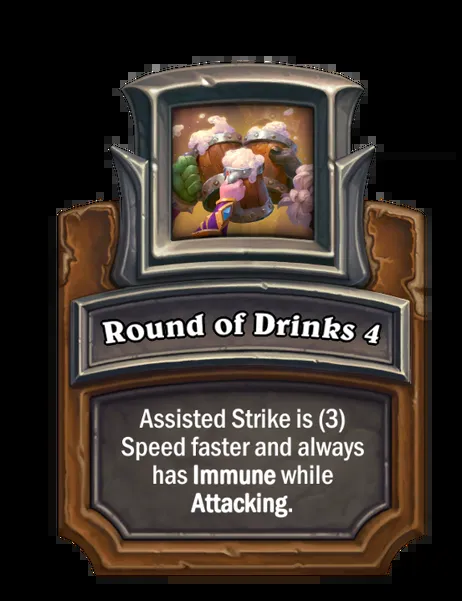 Round of Drinks 4
Assisted Strike is (3)
Speed faster and always
has Immune while
Attacking.